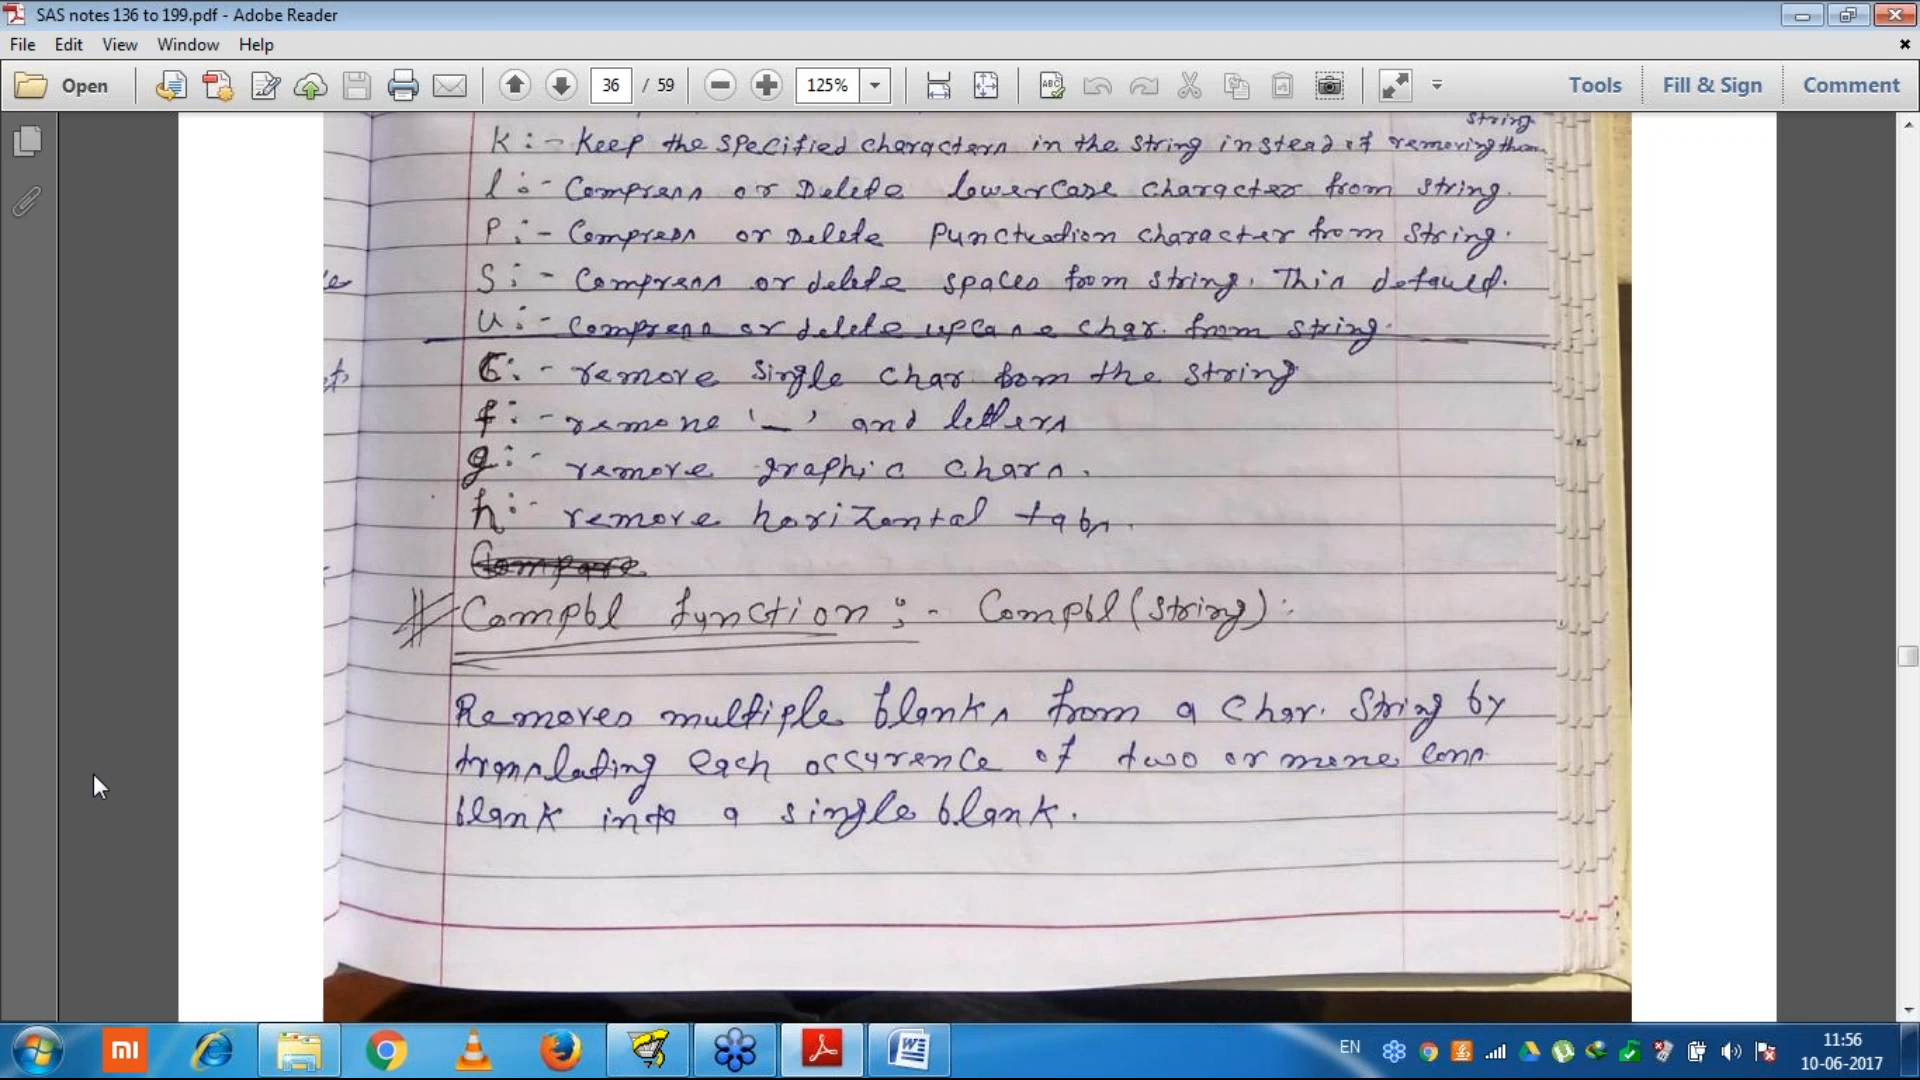 SAS notes 136 to 199.pdf - Adobe Reader
File Edit View Window Help
Open 36 / 59 125% Tools Fill & Sign Comment
string
K :- Keep the specified characters in the string instead of removing them
l :- Compress or Delete lowercase character from string.
P :- Compress or Delete Punctuation character from string.
S :- Compress or delete spaces from string. This default.
U :- Compress or delete upcase char. from string.
C :- remove single char from the string
f :- remove '_' and letters
g :- remove graphic chars.
h :- remove horizontal tabs.
Compare
# Compbl function :- Compbl(string):
Removes multiple blanks from a char. string by
translating each occurence of two or more cons
blank into a single blank.
EN 11:56
10-06-2017